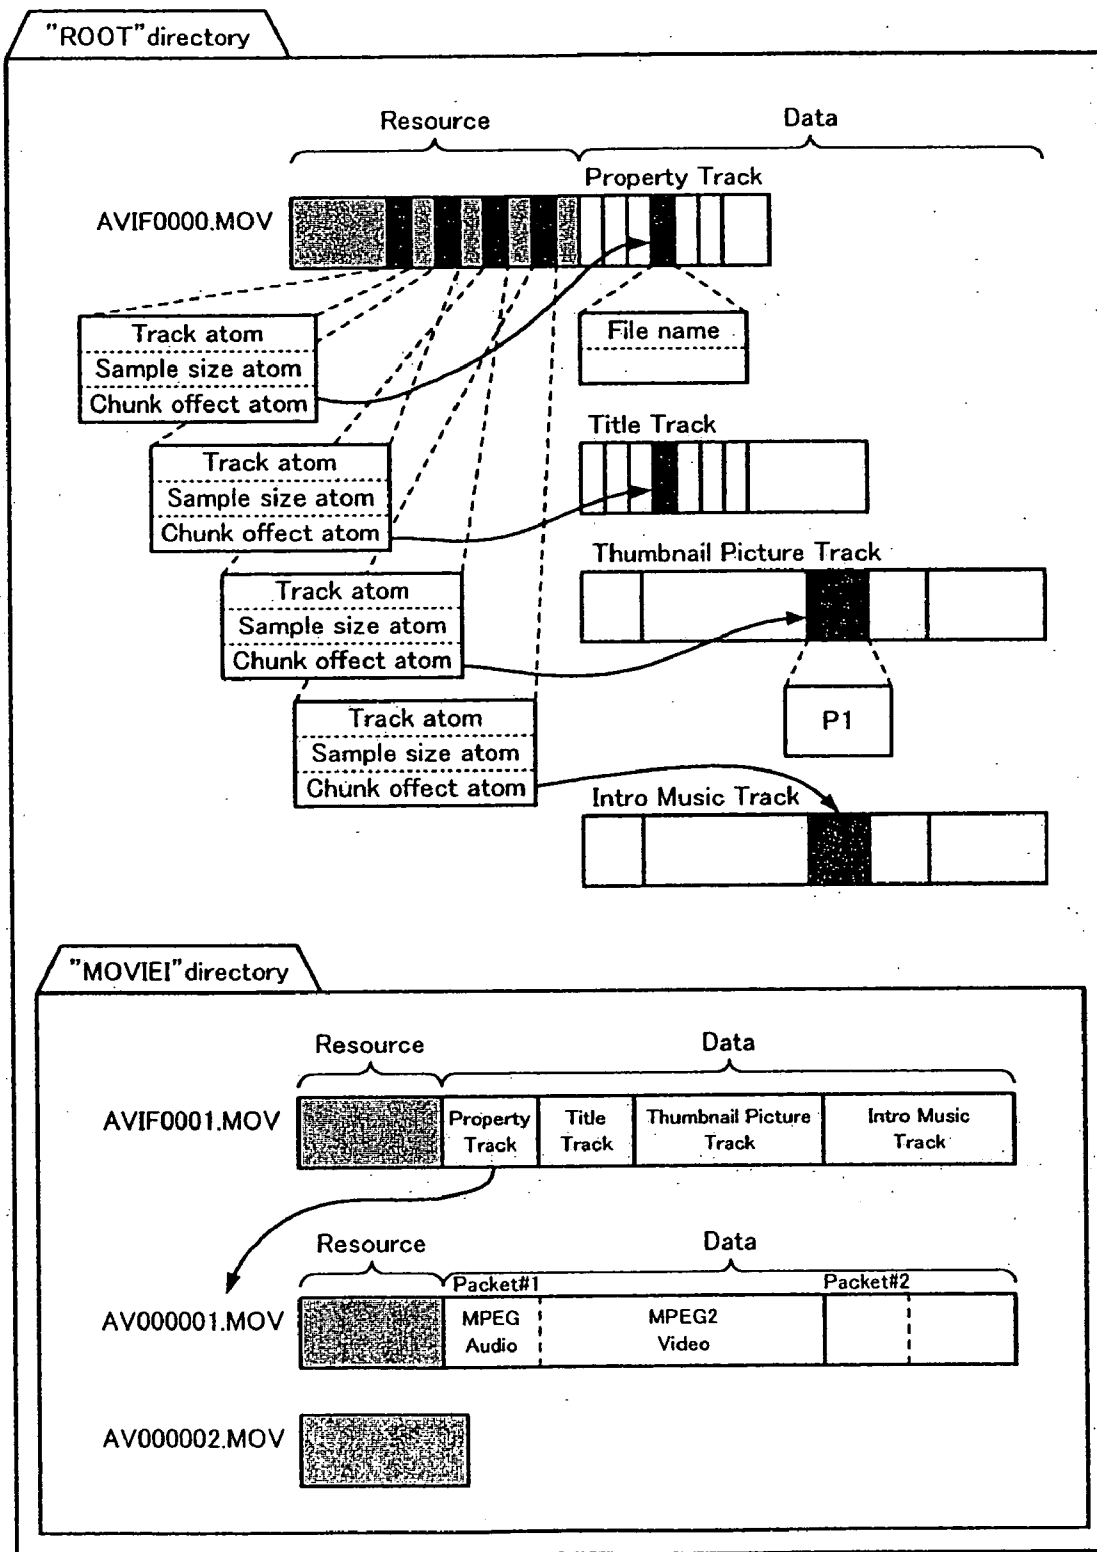 "ROOT"directory
Resource
Data
Property Track
AVIF0000.MOV
Track atom
Sample size atom
Chunk offect atom
File name
Title Track
Track atom
Sample size atom
Chunk offect atom
Thumbnail Picture Track
Track atom
Sample size atom
Chunk offect atom
P1
Track atom
Sample size atom
Chunk offect atom
Intro Music Track
"MOVIEI"directory
Resource
Data
AVIF0001.MOV
Property
Track
Title
Track
Thumbnail Picture
Track
Intro Music
Track
Resource
Data
Packet#1
Packet#2
AV000001.MOV
MPEG
Audio
MPEG2
Video
AV000002.MOV